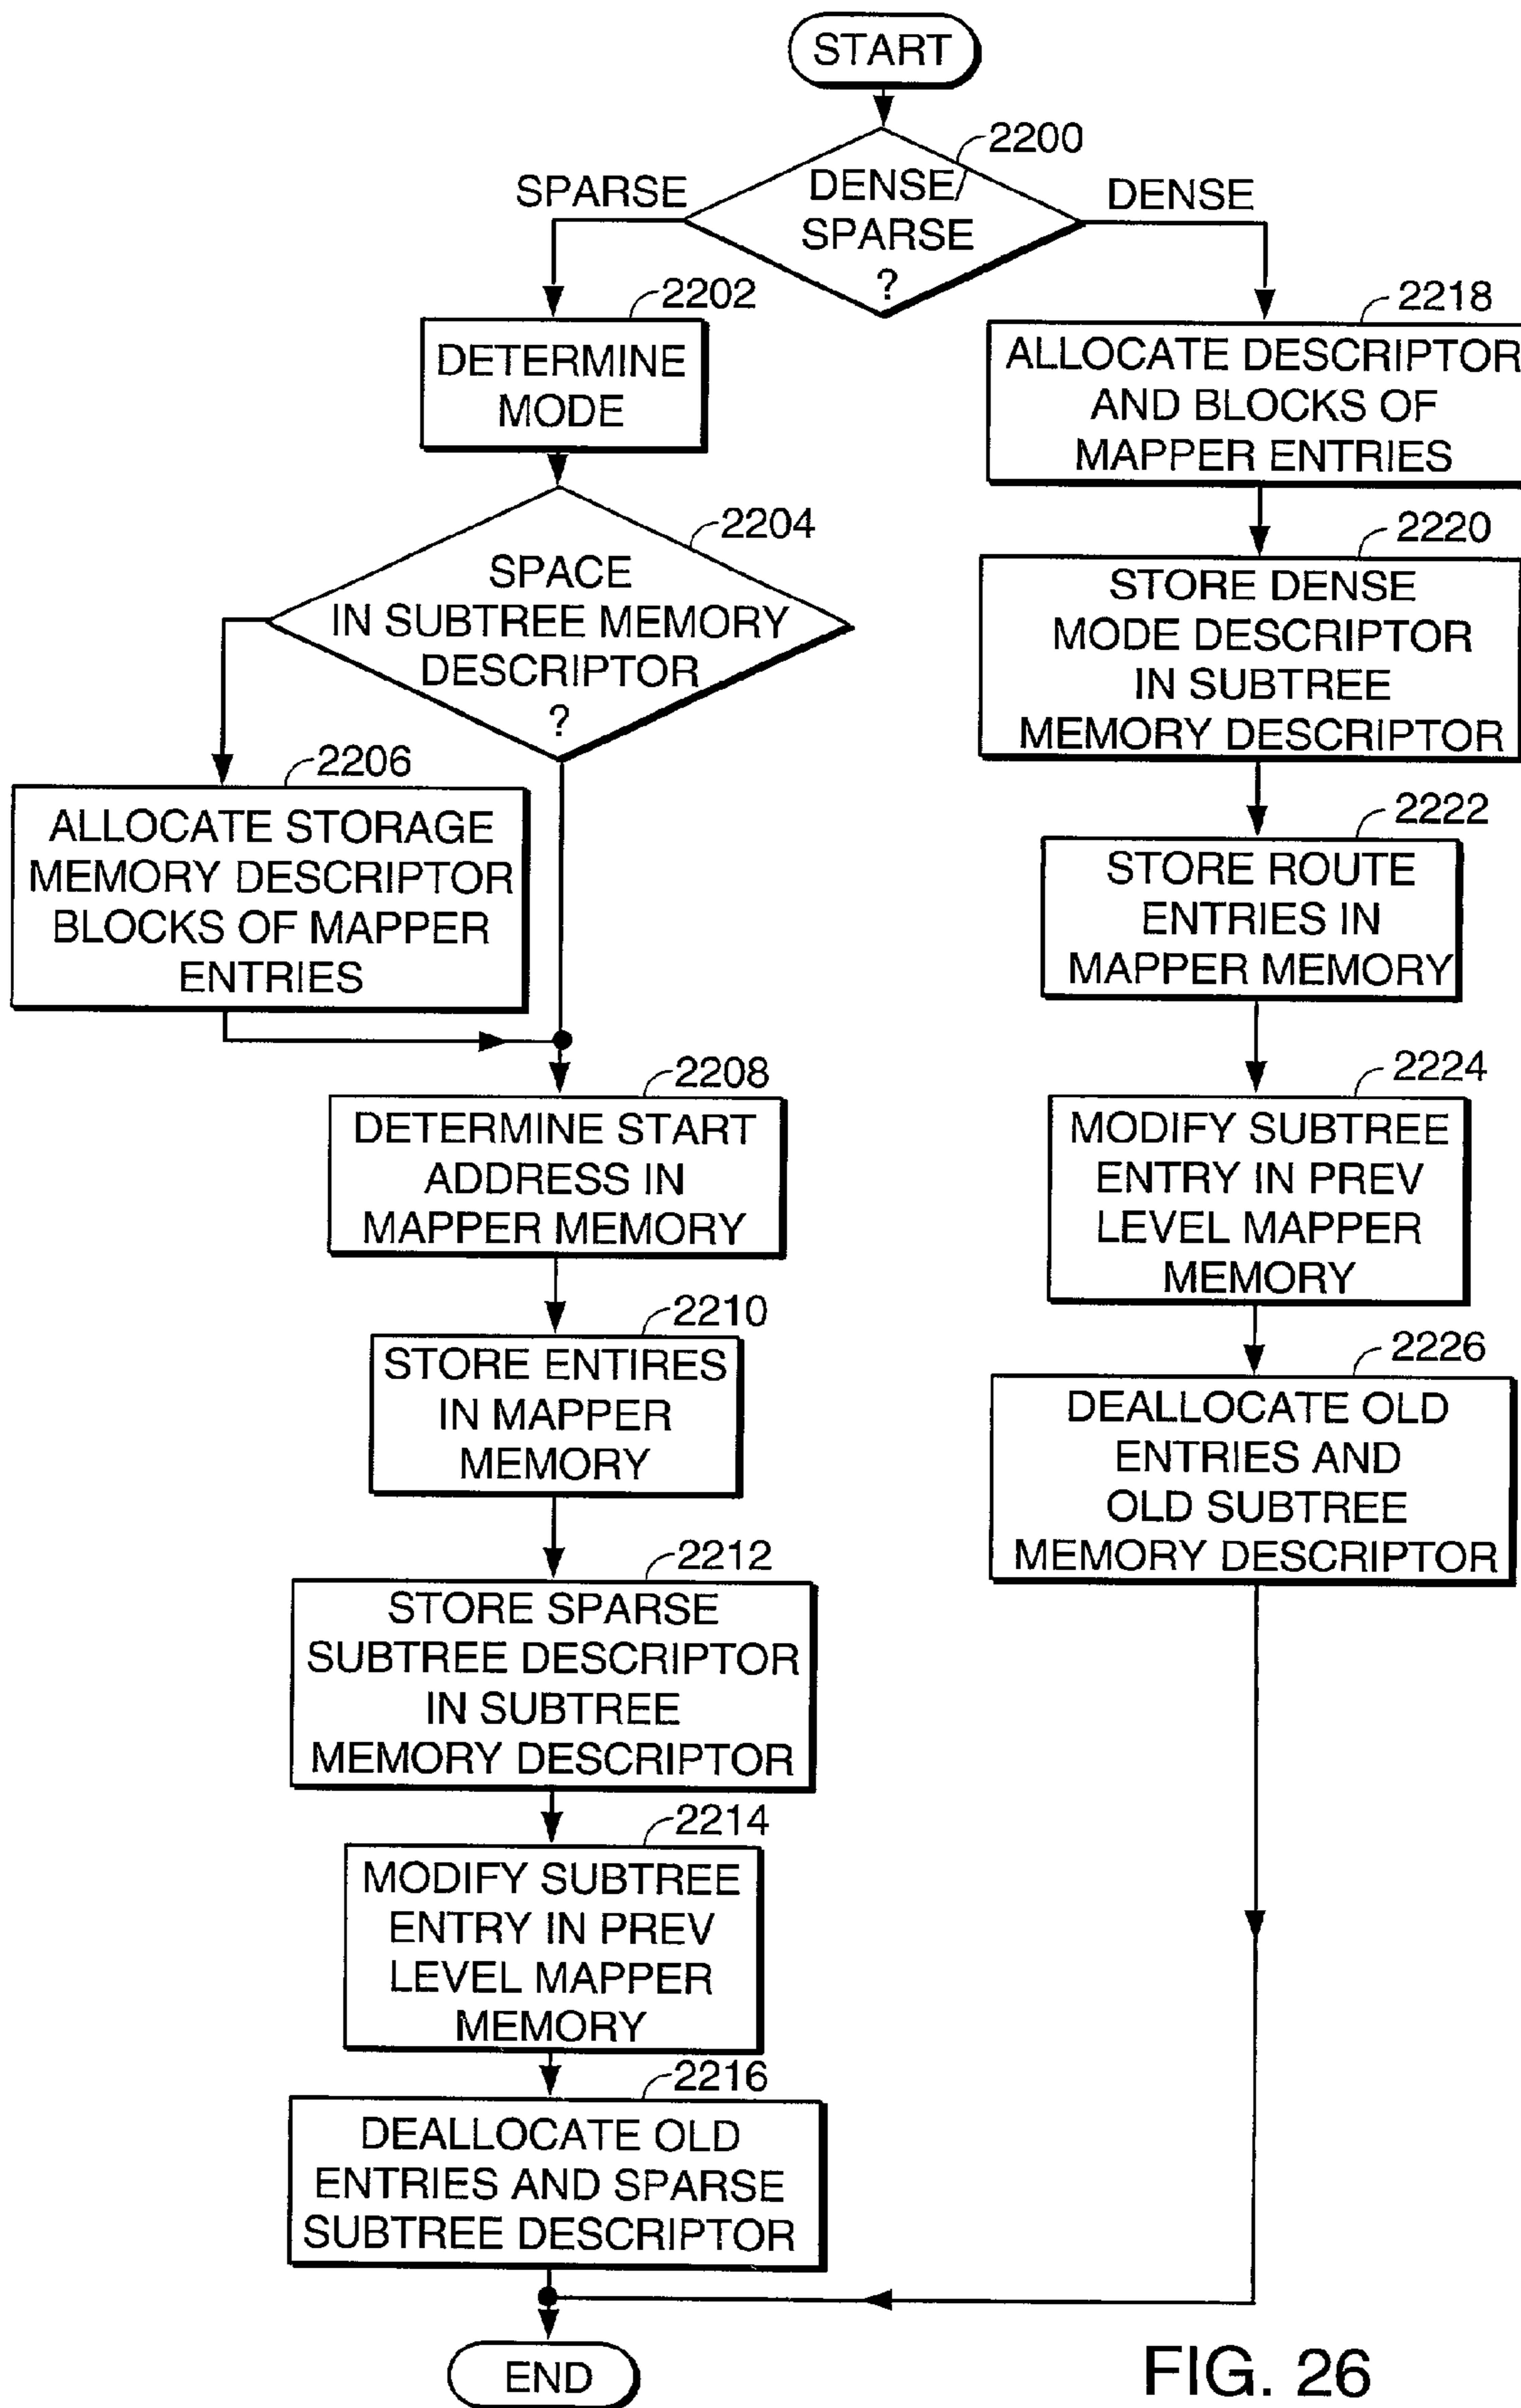 START
2200
DENSE
SPARSE
?
SPARSE
DENSE
2202
DETERMINE
MODE
2204
SPACE
IN SUBTREE MEMORY
DESCRIPTOR
?
2206
ALLOCATE STORAGE
MEMORY DESCRIPTOR
BLOCKS OF MAPPER
ENTRIES
2208
DETERMINE START
ADDRESS IN
MAPPER MEMORY
2210
STORE ENTIRES
IN MAPPER
MEMORY
2212
STORE SPARSE
SUBTREE DESCRIPTOR
IN SUBTREE
MEMORY DESCRIPTOR
2214
MODIFY SUBTREE
ENTRY IN PREV
LEVEL MAPPER
MEMORY
2216
DEALLOCATE OLD
ENTRIES AND SPARSE
SUBTREE DESCRIPTOR
2218
ALLOCATE DESCRIPTOR
AND BLOCKS OF
MAPPER ENTRIES
2220
STORE DENSE
MODE DESCRIPTOR
IN SUBTREE
MEMORY DESCRIPTOR
2222
STORE ROUTE
ENTRIES IN
MAPPER MEMORY
2224
MODIFY SUBTREE
ENTRY IN PREV
LEVEL MAPPER
MEMORY
2226
DEALLOCATE OLD
ENTRIES AND
OLD SUBTREE
MEMORY DESCRIPTOR
END
FIG. 26